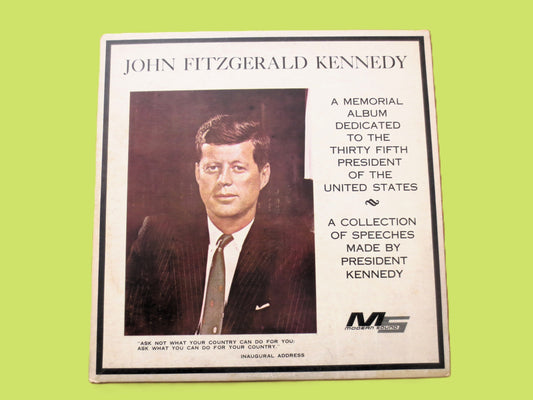 JOHN FITZGERALD KENNEDY
A MEMORIAL
ALBUM
DEDICATED
TO THE
THIRTY FIFTH
PRESIDENT
OF THE
UNITED STATES
A COLLECTION
OF SPEECHES
MADE BY
PRESIDENT
KENNEDY
MS
MODERN SOUND
"ASK NOT WHAT YOUR COUNTRY CAN DO FOR YOU:
ASK WHAT YOU CAN DO FOR YOUR COUNTRY."
INAUGURAL ADDRESS